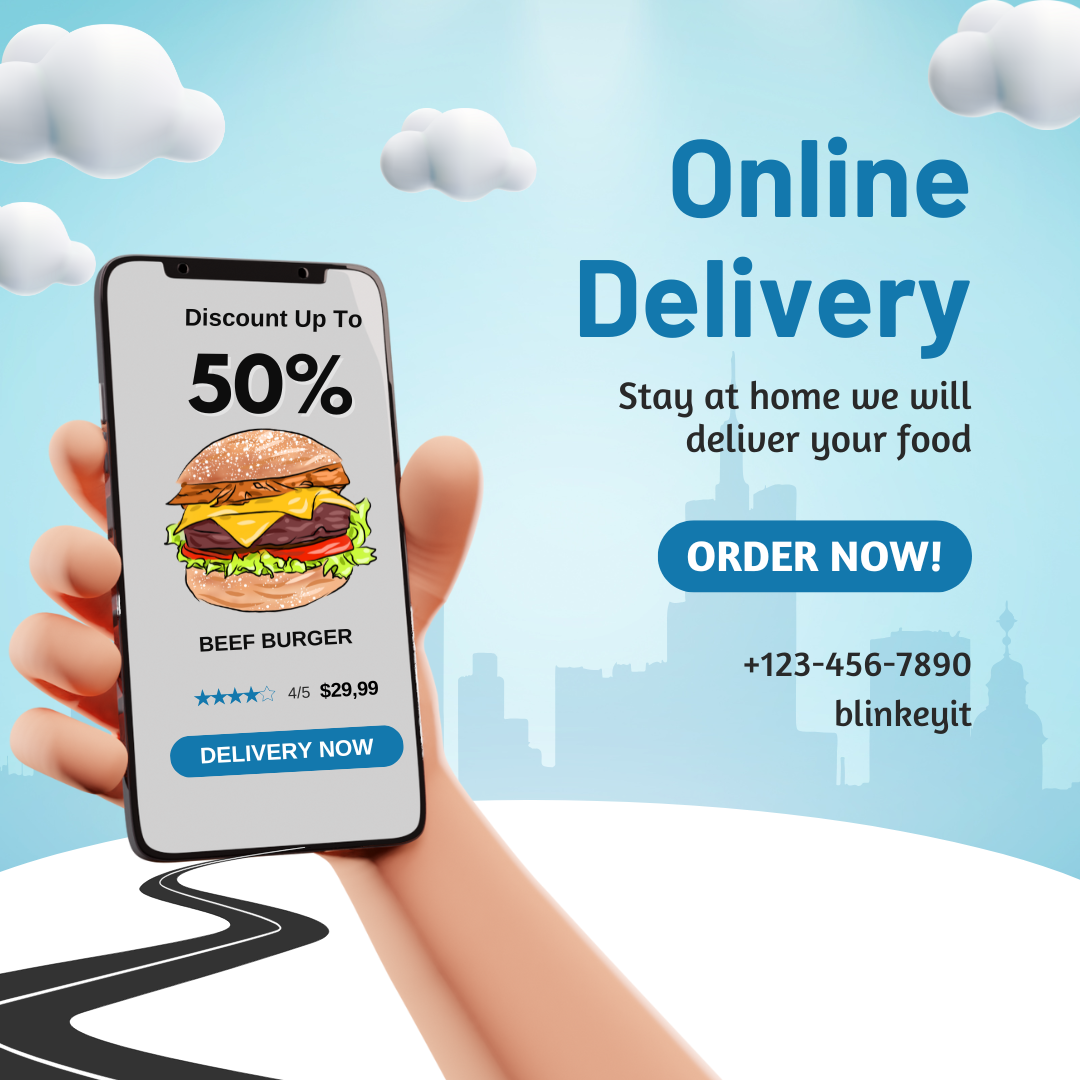 Online
Delivery
Stay at home we will
deliver your food
ORDER NOW!
+123-456-7890
blinkeyit
Discount Up To
50%
BEEF BURGER
4/5 $29,99
DELIVERY NOW